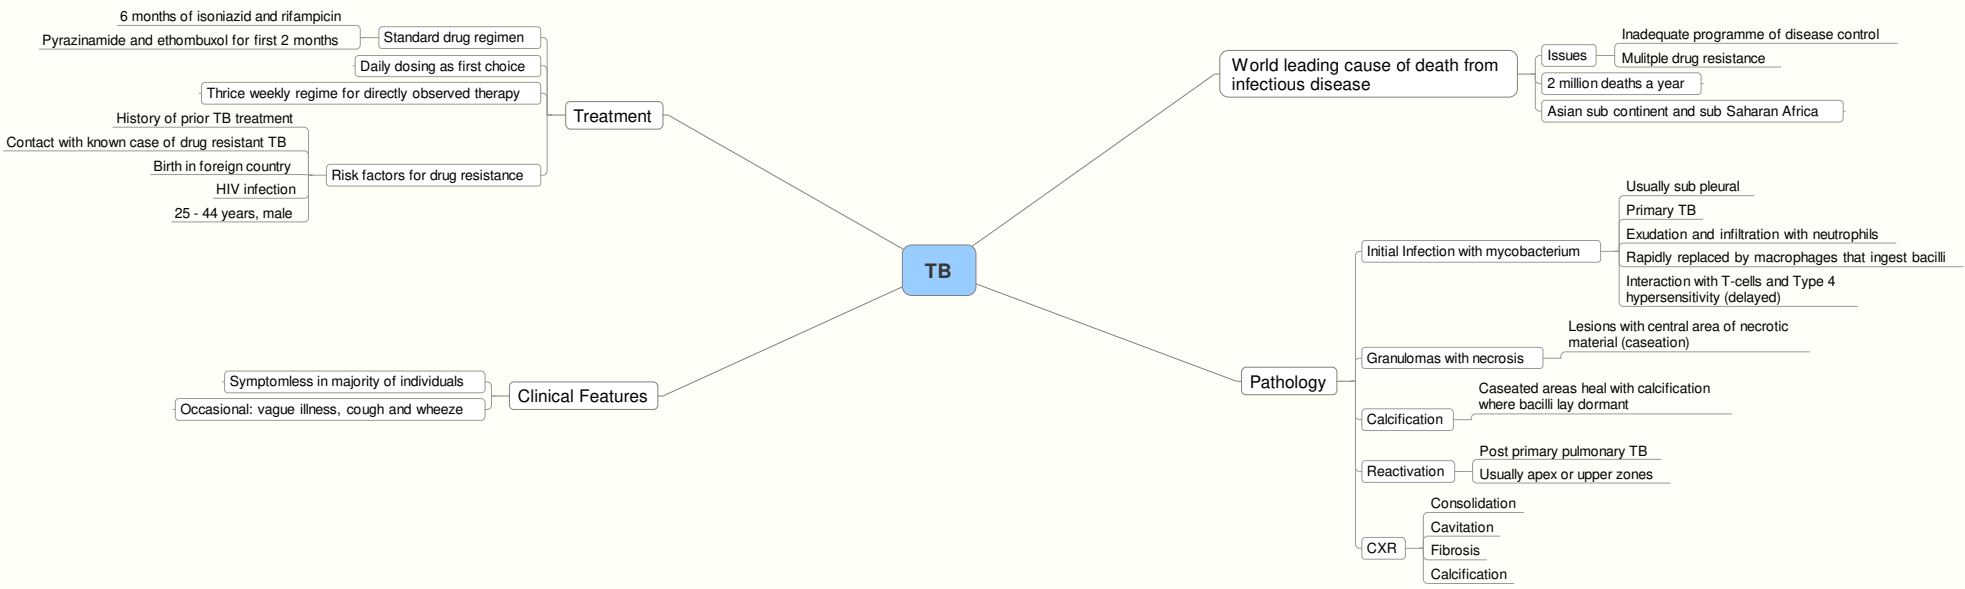 TB
Treatment
Standard drug regimen
6 months of isoniazid and rifampicin
Pyrazinamide and ethombuxol for first 2 months
Daily dosing as first choice
Thrice weekly regime for directly observed therapy
Risk factors for drug resistance
History of prior TB treatment
Contact with known case of drug resistant TB
Birth in foreign country
HIV infection
25 - 44 years, male
Clinical Features
Symptomless in majority of individuals
Occasional: vague illness, cough and wheeze
World leading cause of death from
infectious disease
Issues
Inadequate programme of disease control
Mulitple drug resistance
2 million deaths a year
Asian sub continent and sub Saharan Africa
Pathology
Initial Infection with mycobacterium
Usually sub pleural
Primary TB
Exudation and infiltration with neutrophils
Rapidly replaced by macrophages that ingest bacilli
Interaction with T-cells and Type 4
hypersensitivity (delayed)
Granulomas with necrosis
Lesions with central area of necrotic
material (caseation)
Calcification
Caseated areas heal with calcification
where bacilli lay dormant
Reactivation
Post primary pulmonary TB
Usually apex or upper zones
CXR
Consolidation
Cavitation
Fibrosis
Calcification